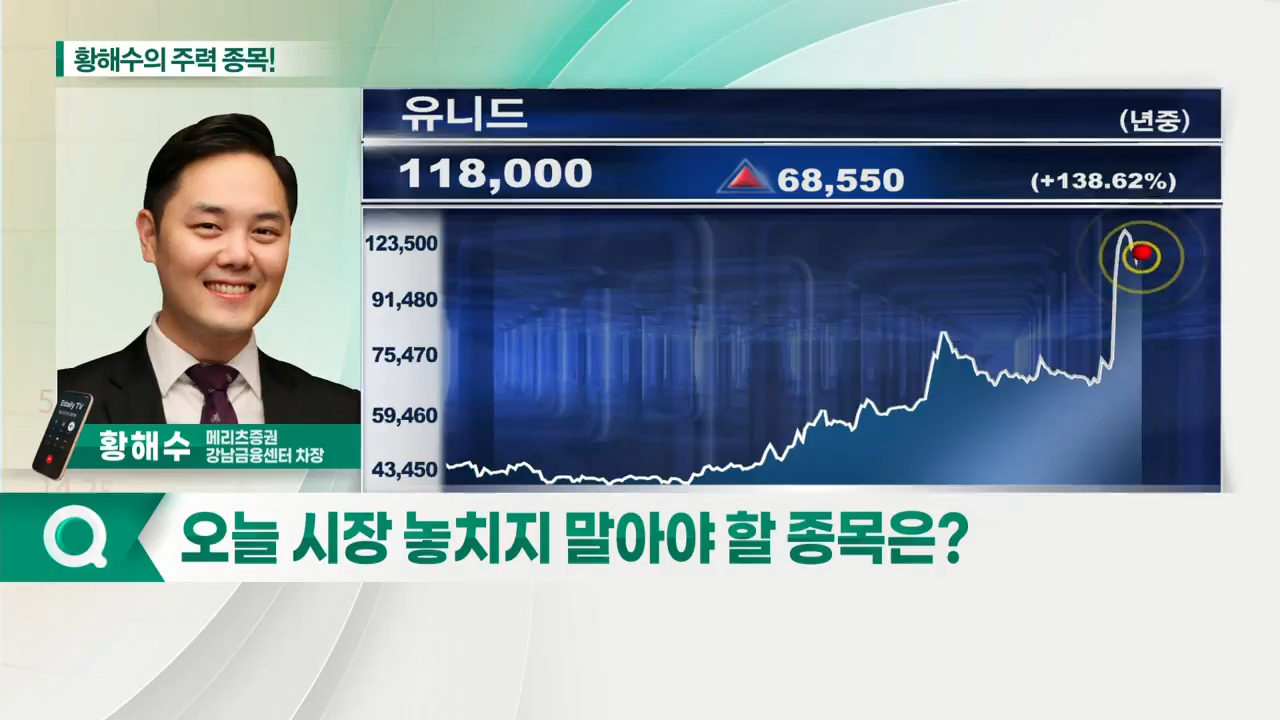 황해수의 주력 종목!
유니드
(년중)
118,000
68,550
(+138.62%)
123,500
91,480
75,470
59,460
43,450
Edaily TV
황해수
메리츠증권
강남금융센터 차장
오늘 시장 놓치지 말아야 할 종목은?